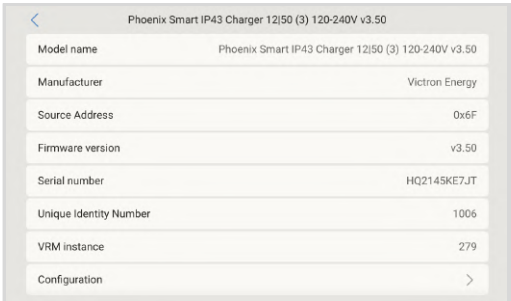 Phoenix Smart IP43 Charger 12|50 (3) 120-240V v3.50
Model name Phoenix Smart IP43 Charger 12|50 (3) 120-240V v3.50
Manufacturer Victron Energy
Source Address 0x6F
Firmware version v3.50
Serial number HQ2145KE7JT
Unique Identity Number 1006
VRM instance 279
Configuration